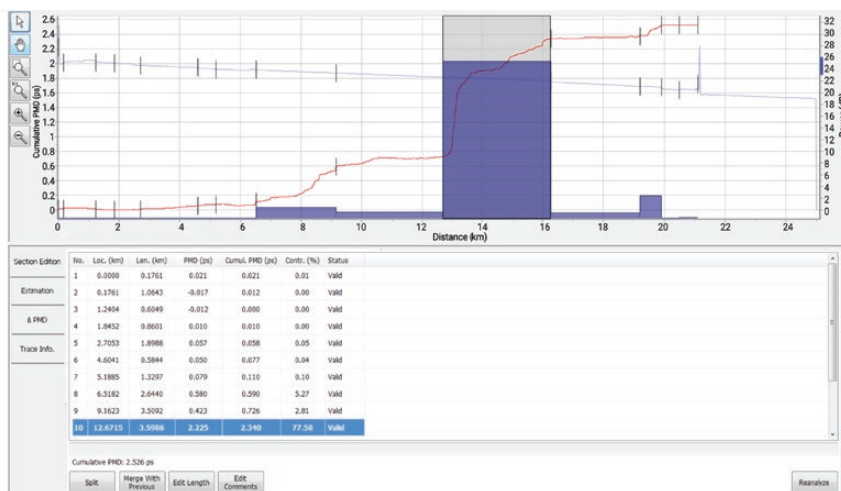 2.6
2.4
2.2
2
1.8
1.6
1.4
1.2
1
0.8
0.6
0.4
0.2
0
Cumulative PMD (ps)
32
30
28
26
24
22
20
18
16
14
12
10
8
6
4
2
0
0 2 4 6 8 10 12 14 16 18 20 22 24
Distance (km)
Section Edition
Estimation
& PMD
Trace Info.
No. Loc. (km) Len. (km) PMD (ps) Cumul. PMD (ps) Contr. (%) Status
1 0.0000 0.1761 0.021 0.021 0.01 Valid
2 0.1761 1.0643 -0.017 0.012 0.00 Valid
3 1.2404 0.6049 -0.012 0.000 0.00 Valid
4 1.8452 0.8601 0.010 0.010 0.00 Valid
5 2.7053 1.8988 0.057 0.058 0.05 Valid
6 4.6041 0.5844 0.050 0.077 0.04 Valid
7 5.1885 1.3297 0.079 0.110 0.10 Valid
8 6.5182 2.6440 0.580 0.590 5.27 Valid
9 9.1623 3.5092 0.423 0.726 2.81 Valid
10 12.6715 3.5986 2.225 2.340 77.58 Valid
Cumulative PMD: 2.526 ps
Split
Merge With Previous
Edit Length
Edit Comments
Reanalyze